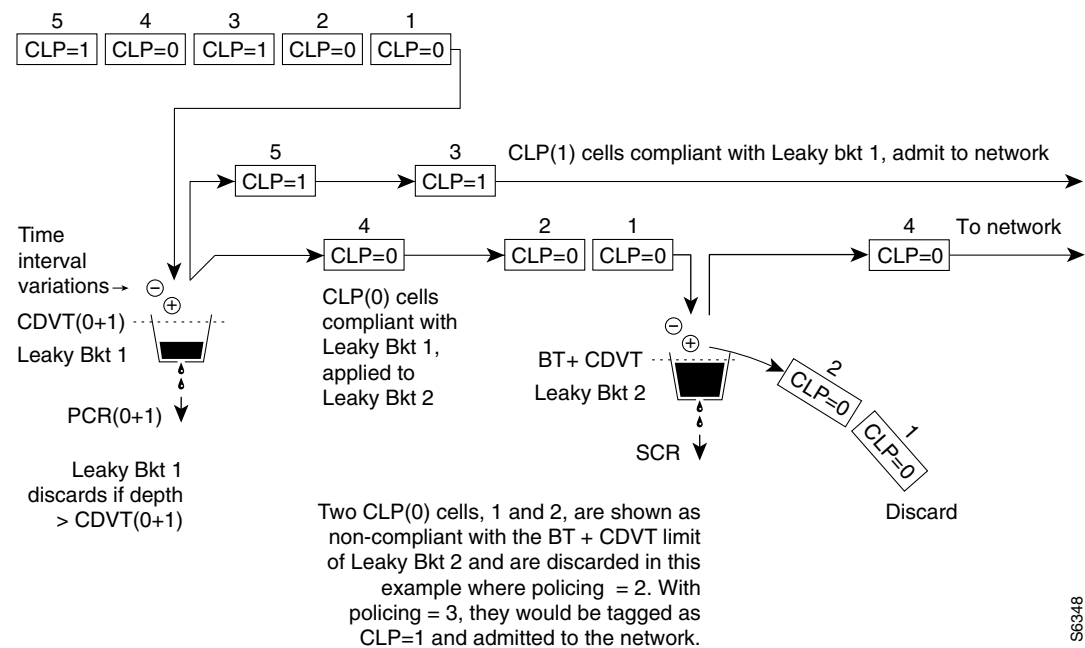 5 4 3 2 1
CLP=1 CLP=0 CLP=1 CLP=0 CLP=0
5 3
CLP=1 CLP=1
CLP(1) cells compliant with Leaky bkt 1, admit to network
4 2 1 4
CLP=0 CLP=0 CLP=0 CLP=0
To network
Time
interval
variations
CDVT(0+1)
Leaky Bkt 1
PCR(0+1)
Leaky Bkt 1
discards if depth
> CDVT(0+1)
CLP(0) cells
compliant with
Leaky Bkt 1,
applied to
Leaky Bkt 2
BT+ CDVT
Leaky Bkt 2
SCR
2
CLP=0
1
CLP=0
Discard
Two CLP(0) cells, 1 and 2, are shown as
non-compliant with the BT + CDVT limit
of Leaky Bkt 2 and are discarded in this
example where policing = 2. With
policing = 3, they would be tagged as
CLP=1 and admitted to the network.
S6348